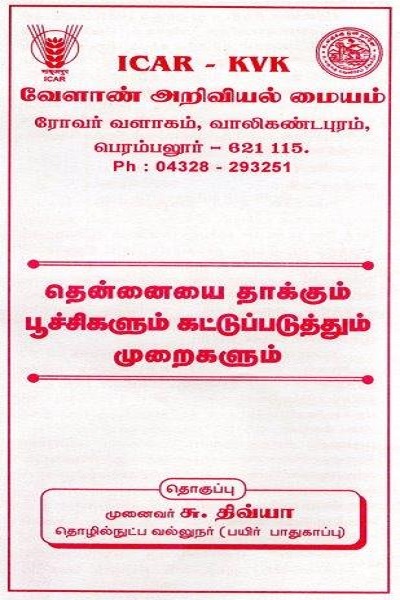 ICAR - KVK
ICAR
வேளாண் அறிவியல் மையம்
ரோவர் வளாகம், வாலிகண்டபுரம்,
பெரம்பலூர் – 621 115.
Ph : 04328 - 293251
தென்னையை தாக்கும்
பூச்சிகளும் கட்டுப்படுத்தும்
முறைகளும்
தொகுப்பு
முனைவர் சு. திவ்யா
தொழில்நுட்ப வல்லுநர் (பயிர் பாதுகாப்பு)